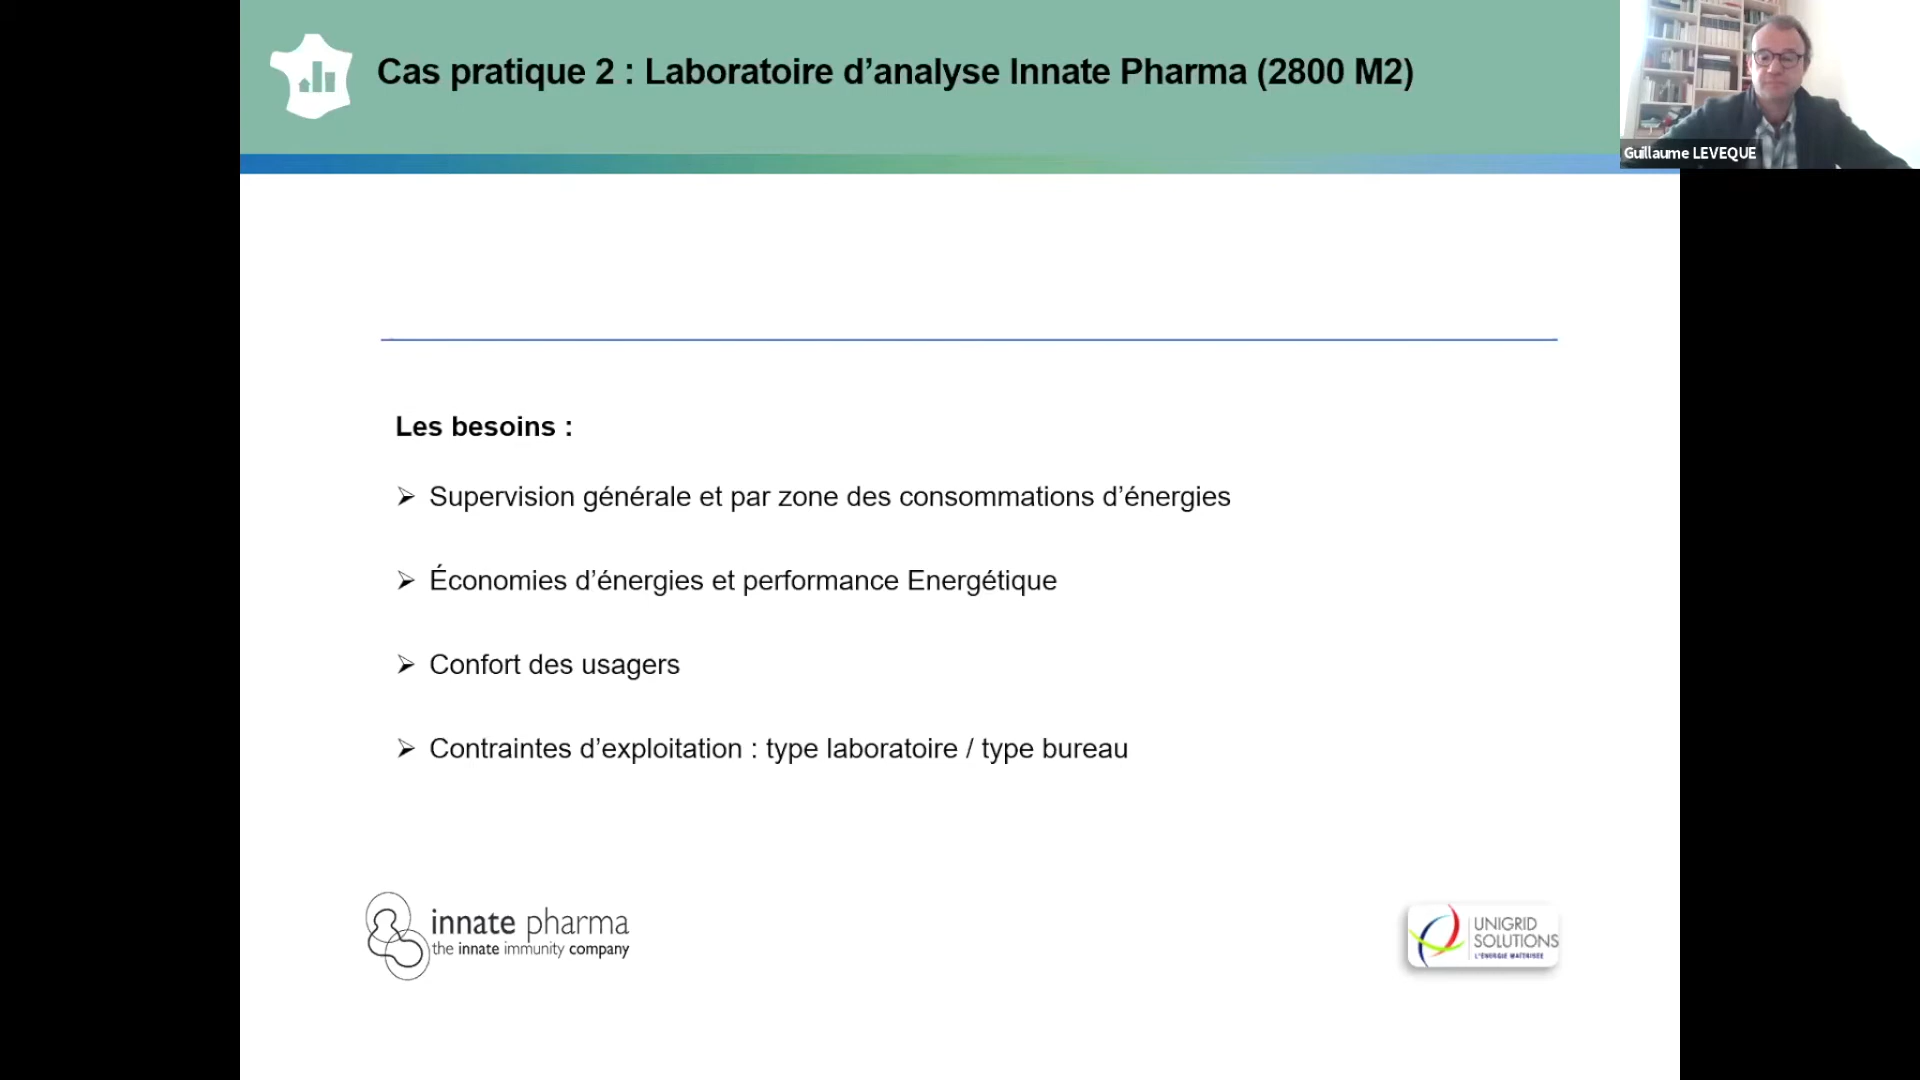 Cas pratique 2 : Laboratoire d’analyse Innate Pharma (2800 M2)
Guillaume LEVEQUE
Les besoins :
➢ Supervision générale et par zone des consommations d’énergies
➢ Économies d’énergies et performance Energétique
➢ Confort des usagers
➢ Contraintes d’exploitation : type laboratoire / type bureau
innate pharma
the innate immunity company
UNIGRID
SOLUTIONS
L'ÉNERGIE MAÎTRISÉE